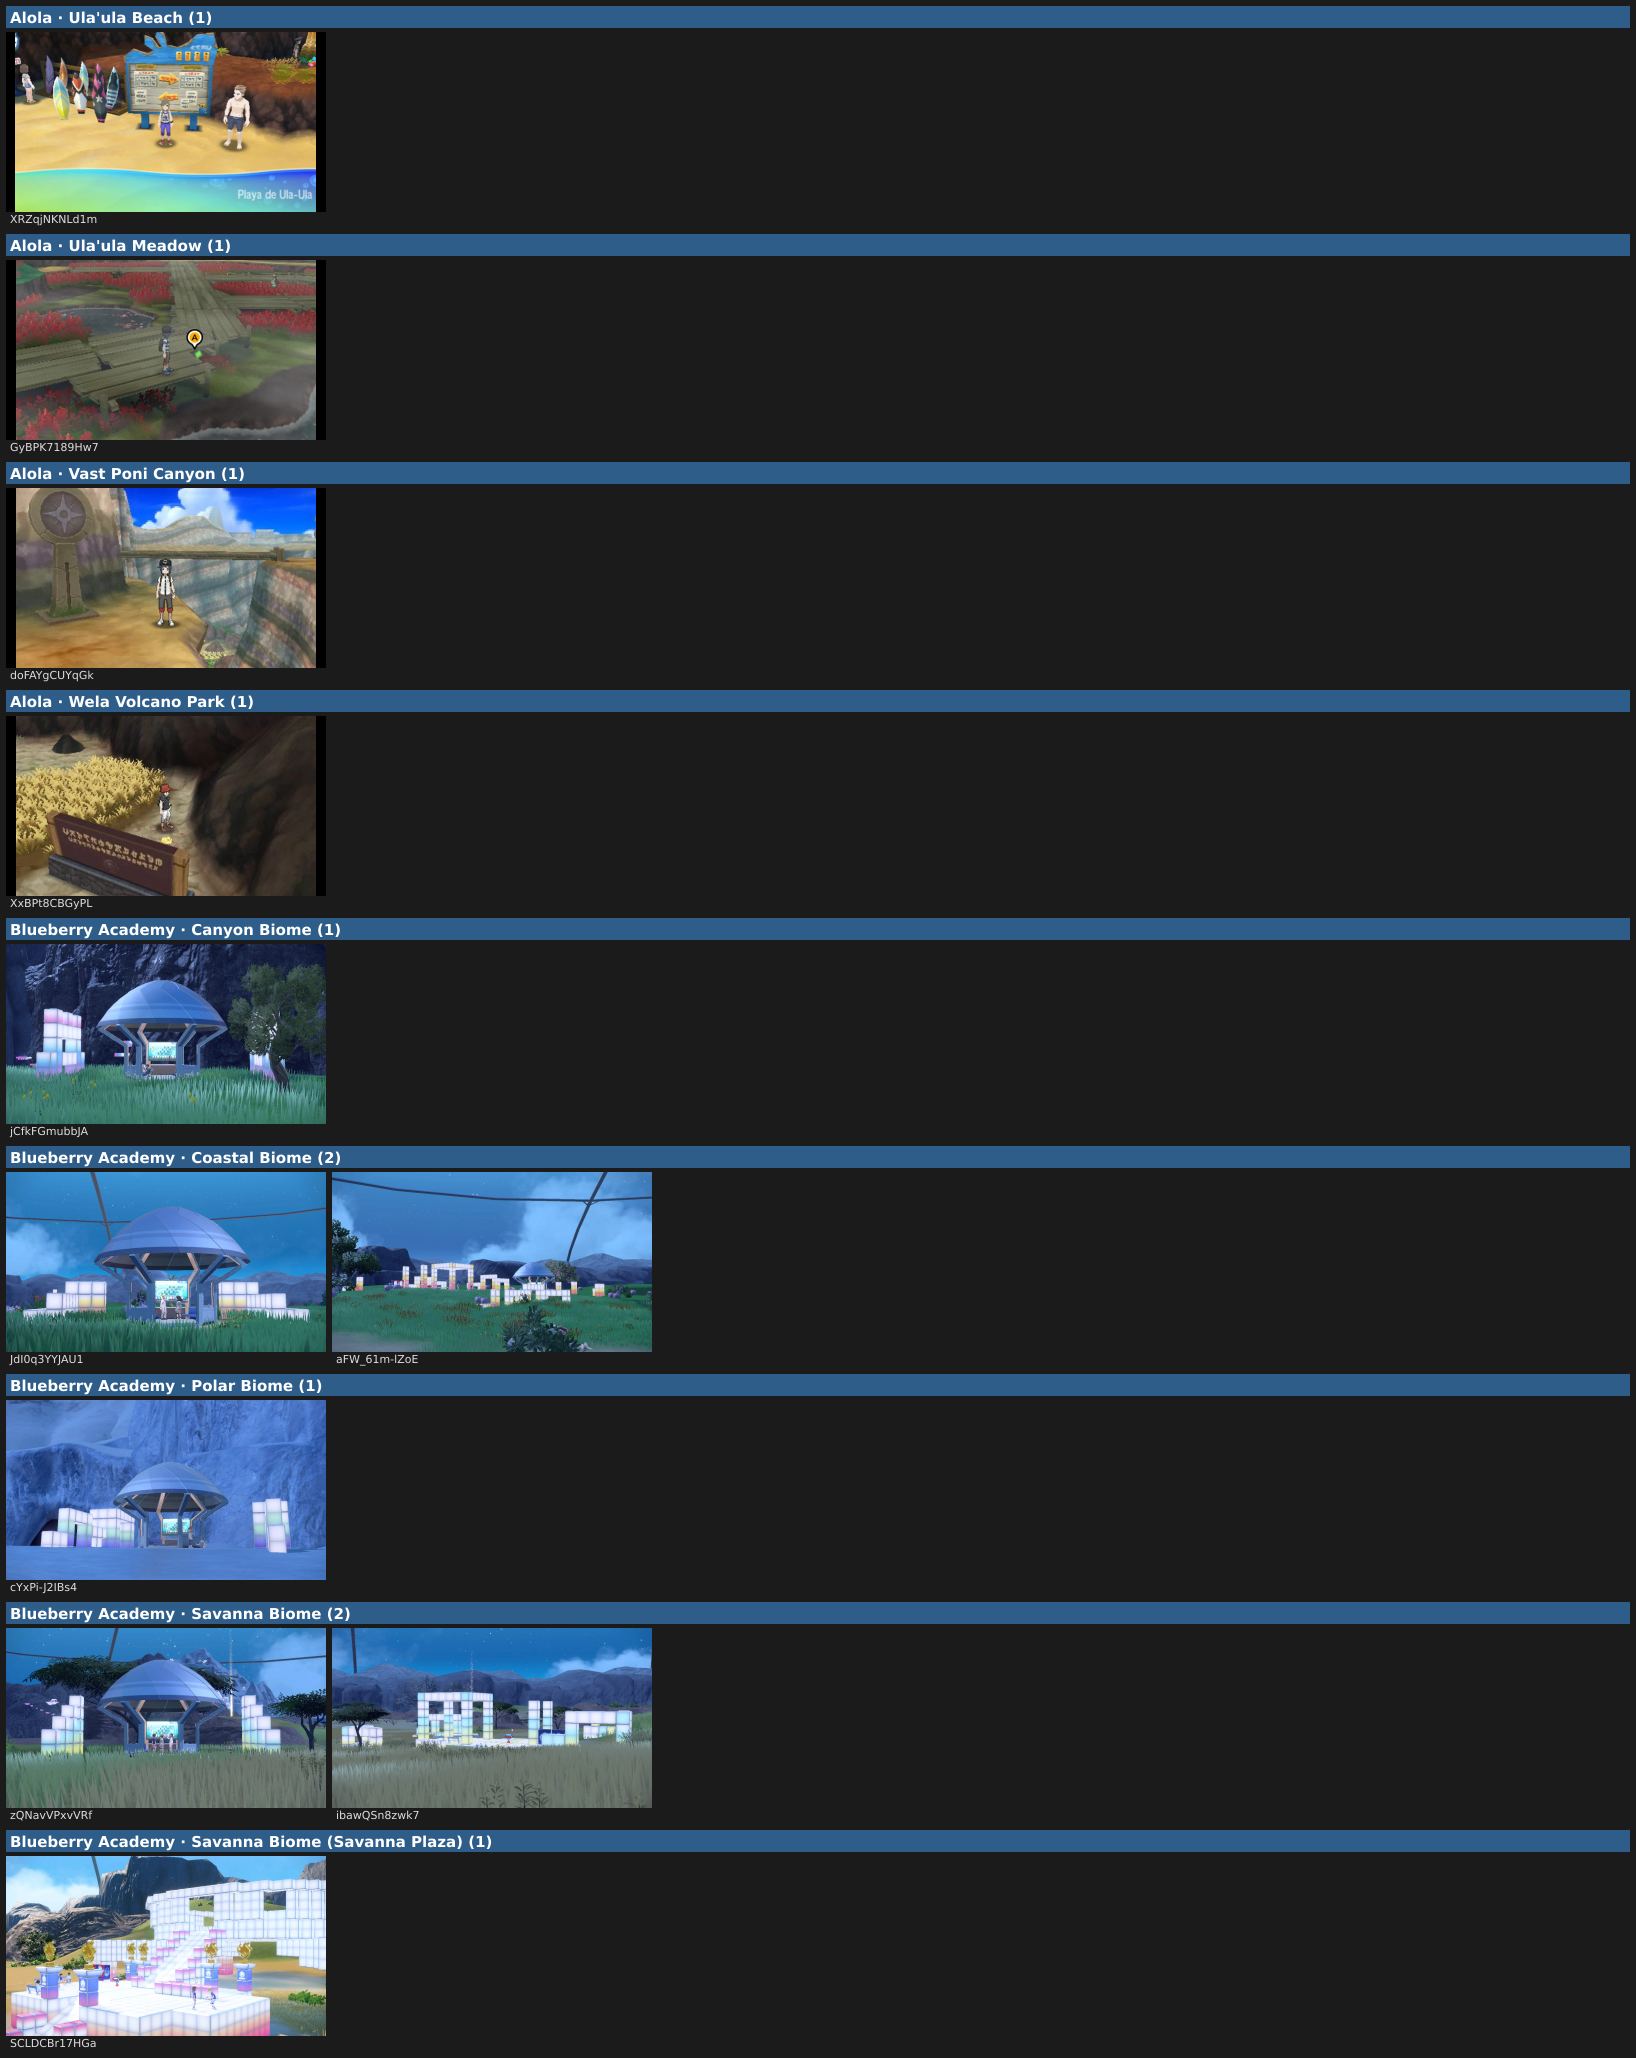 Alola · Ula'ula Beach (1)
Playa de Ula-Ula
XRZqjNKNLd1m
Alola · Ula'ula Meadow (1)
A
GyBPK7189Hw7
Alola · Vast Poni Canyon (1)
doFAYgCUYqGk
Alola · Wela Volcano Park (1)
XxBPt8CBGyPL
Blueberry Academy · Canyon Biome (1)
jCfkFGmubbJA
Blueberry Academy · Coastal Biome (2)
JdI0q3YYJAU1 aFW_61m-lZoE
Blueberry Academy · Polar Biome (1)
cYxPi-J2IBs4
Blueberry Academy · Savanna Biome (2)
zQNavVPxvVRf ibawQSn8zwk7
Blueberry Academy · Savanna Biome (Savanna Plaza) (1)
SCLDCBr17HGa